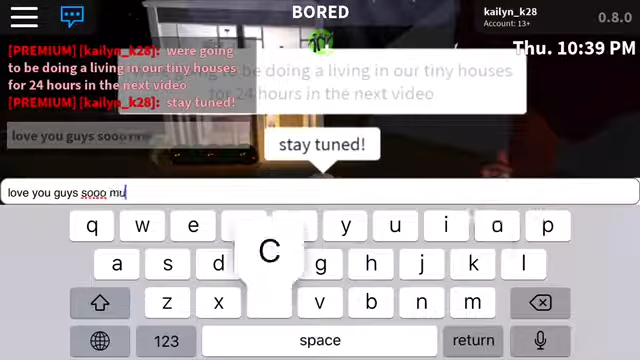 BORED
kailyn_k28
Account: 13+
0.8.0
Thu. 10:39 PM
[PREMIUM] [kailyn_k28]: were going
to be doing a living in our tiny houses
for 24 hours in the next video
[PREMIUM] [kailyn_k28]: stay tuned!
be doing a living in our tiny houses
24 hours in the next video
love you guys sooo mu
stay tuned!
love you guys sooo mu
q w e y u i o p
a s d C g h j k l
z x v b n m
123 space return